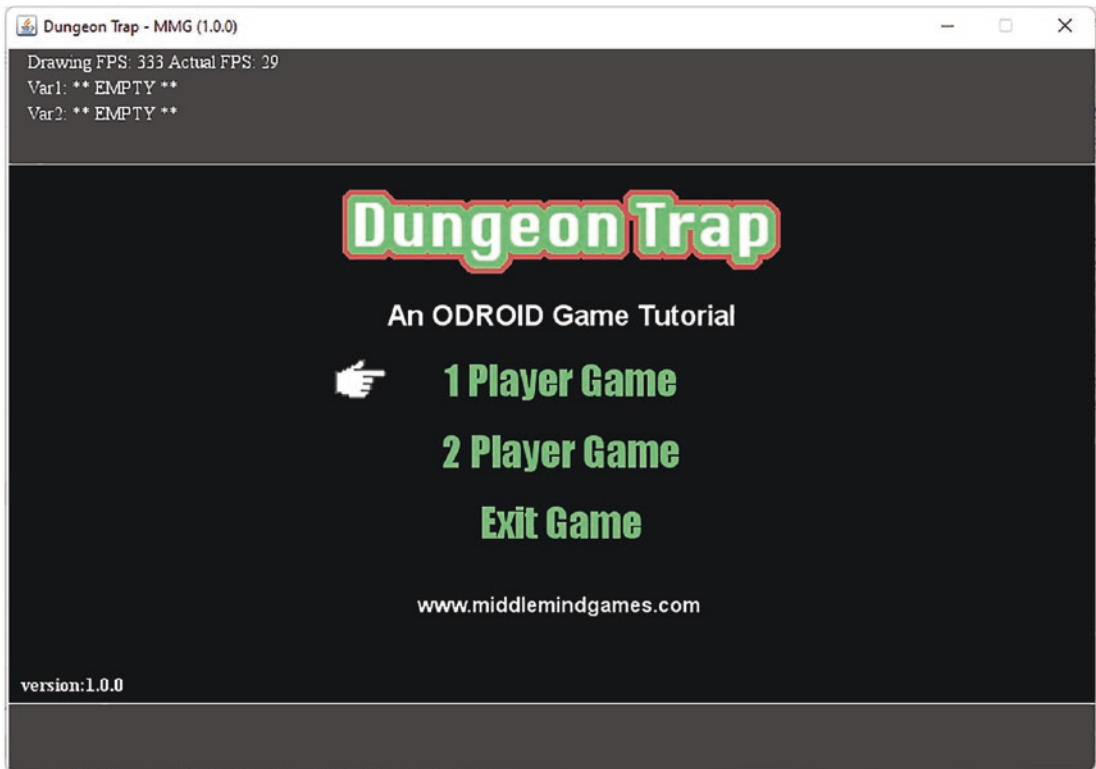 Dungeon Trap - MMG (1.0.0)
Drawing FPS: 333 Actual FPS: 29
Var1: ** EMPTY **
Var2: ** EMPTY **
Dungeon Trap
An ODROID Game Tutorial
1 Player Game
2 Player Game
Exit Game
www.middlemindgames.com
version:1.0.0